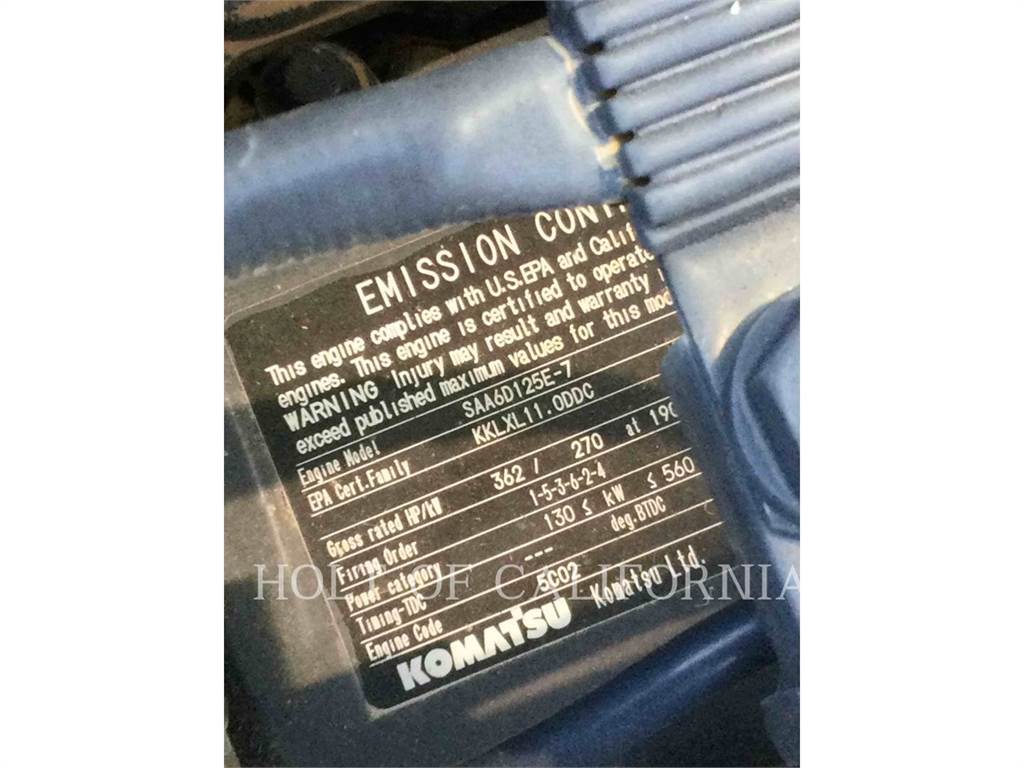 EMISSION CONT
This engine complies with U.S.EPA and Calif
engines. This engine is certified to operate
WARNING Injury may result and warranty
exceed published maximum values for this mod
Engine Model SAA6D125E-7
EPA Cert.Family KKLXL11.0DDC
Gross rated HP/kW 362 / 270 at 190
Firing Order 1-5-3-6-2-4
Power category 130 ≤ kW ≤ 560
Timing-TDC --- deg.BTDC
Engine Code 5C02
KOMATSU Komatsu Ltd.
HOLT OF CALIFORNIA